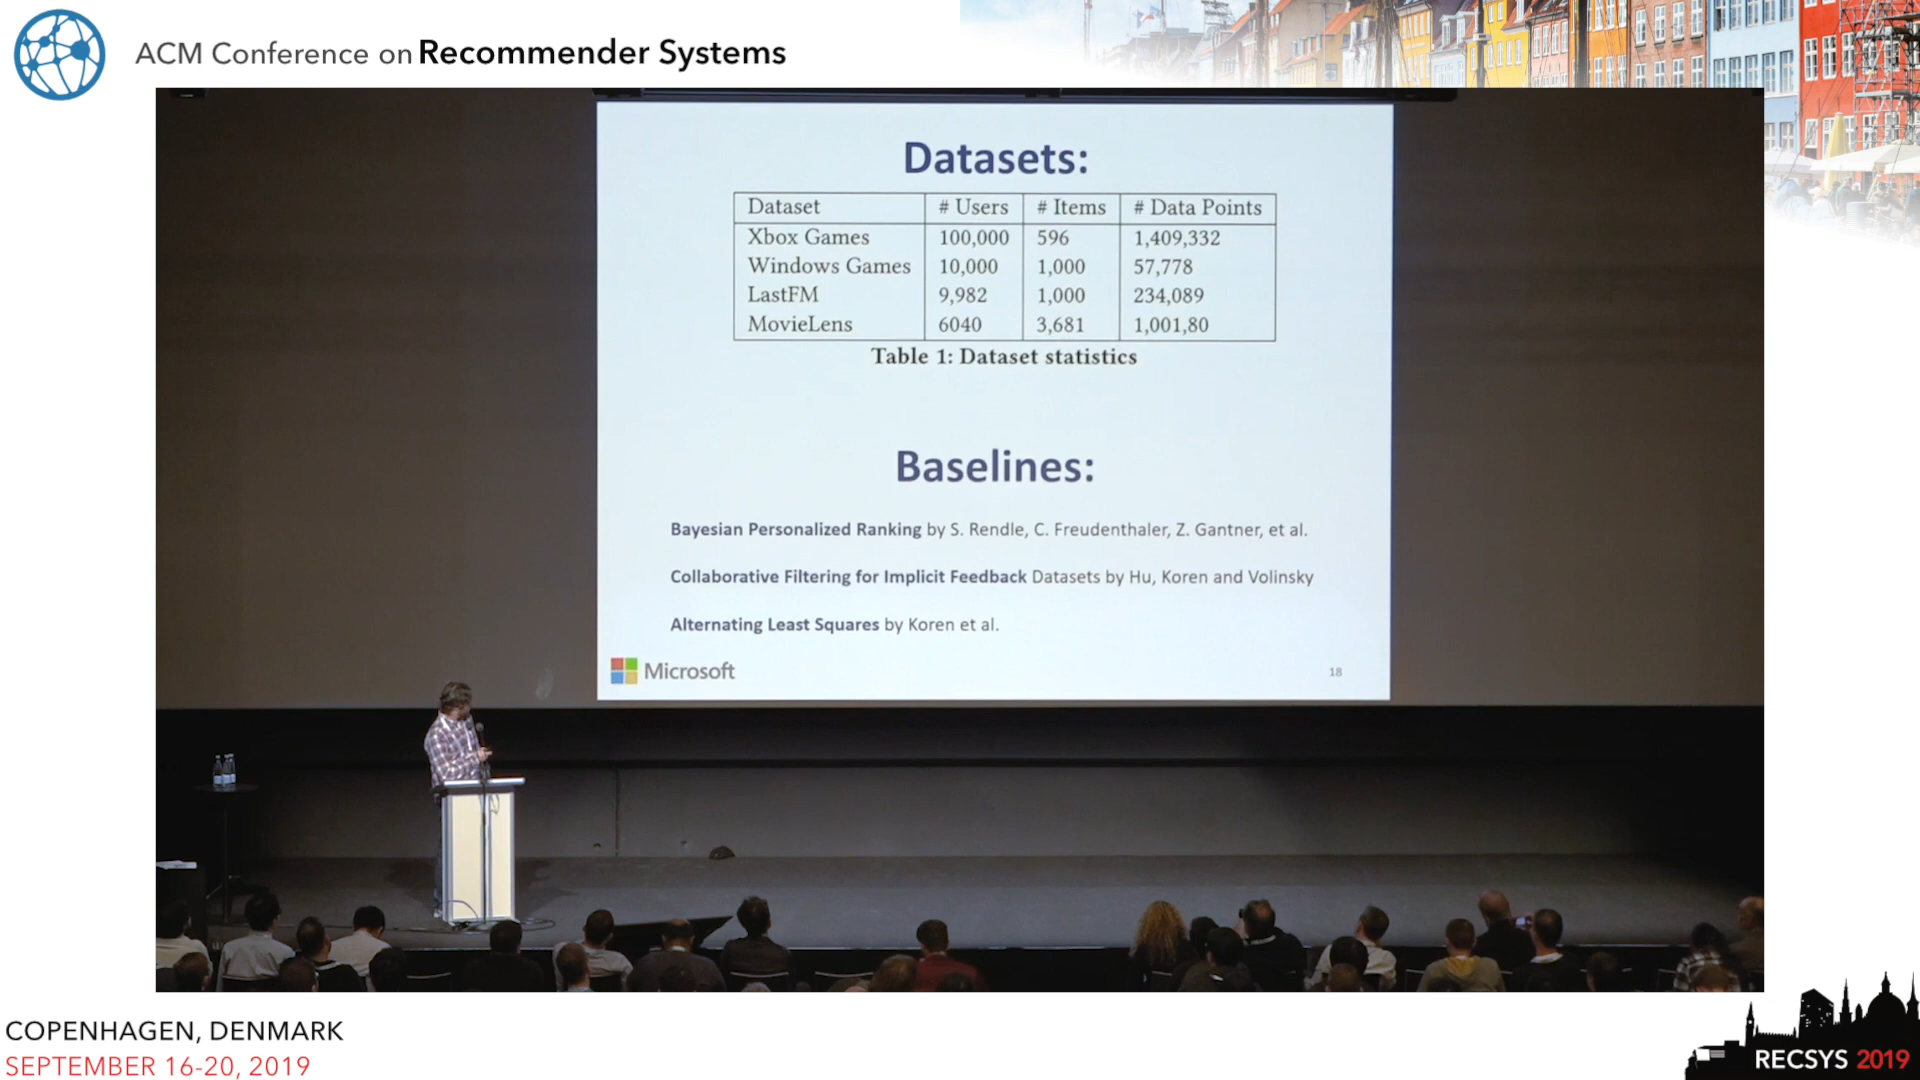 ACM Conference on Recommender Systems
Datasets:
Dataset # Users # Items # Data Points
Xbox Games 100,000 596 1,409,332
Windows Games 10,000 1,000 57,778
LastFM 9,982 1,000 234,089
MovieLens 6040 3,681 1,001,80
Table 1: Dataset statistics
Baselines:
Bayesian Personalized Ranking by S. Rendle, C. Freudenthaler, Z. Gantner, et al.
Collaborative Filtering for Implicit Feedback Datasets by Hu, Koren and Volinsky
Alternating Least Squares by Koren et al.
Microsoft
18
COPENHAGEN, DENMARK
SEPTEMBER 16-20, 2019
RECSYS 2019